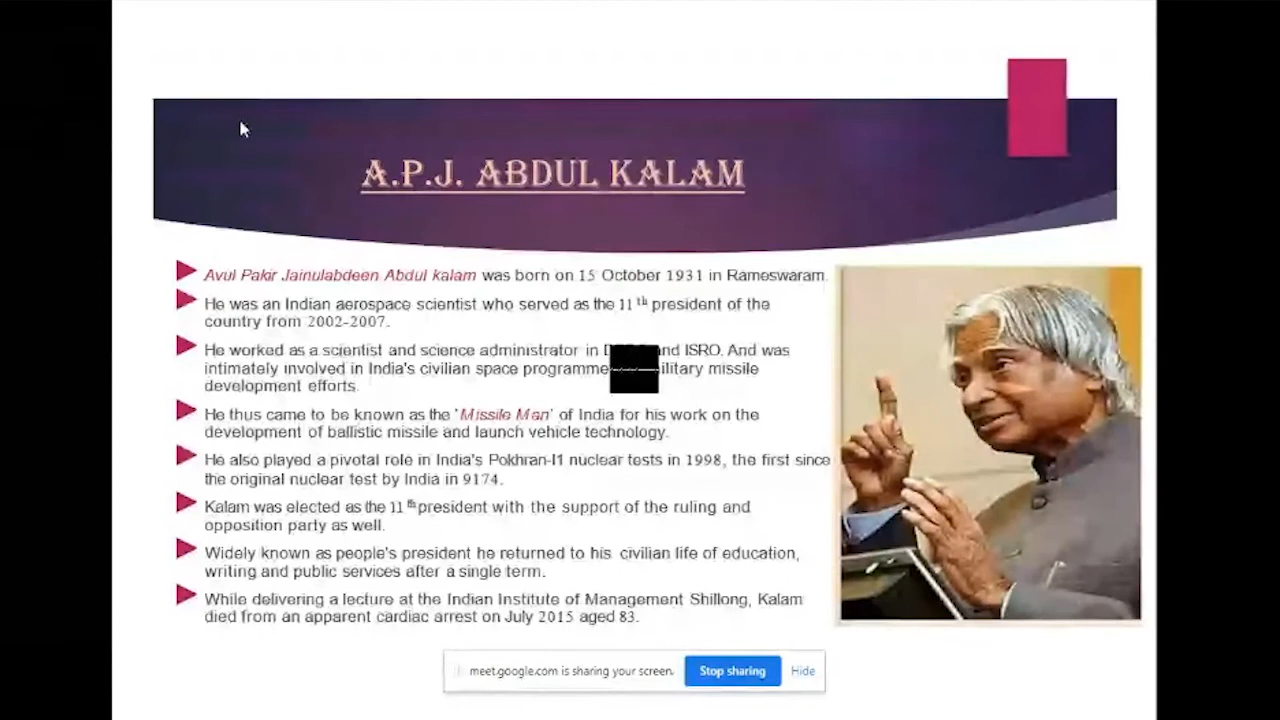 A.P.J. ABDUL KALAM
Avul Pakir Jainulabdeen Abdul kalam was born on 15 October 1931 in Rameswaram.
He was an Indian aerospace scientist who served as the 11th president of the
country from 2002-2007.
He worked as a scientist and science administrator in ISRO. And was
intimately involved in India's civilian space programme missile
development efforts.
He thus came to be known as the 'Missile Man' of India for his work on the
development of ballistic missile and launch vehicle technology.
He also played a pivotal role in India's Pokhran-I1 nuclear tests in 1998, the first since
the original nuclear test by India in 9174.
Kalam was elected as the 11th president with the support of the ruling and
opposition party as well.
Widely known as people's president he returned to his civilian life of education,
writing and public services after a single term.
While delivering a lecture at the Indian Institute of Management Shillong, Kalam
died from an apparent cardiac arrest on July 2015 aged 83.
meet.google.com is sharing your screen. Stop sharing Hide